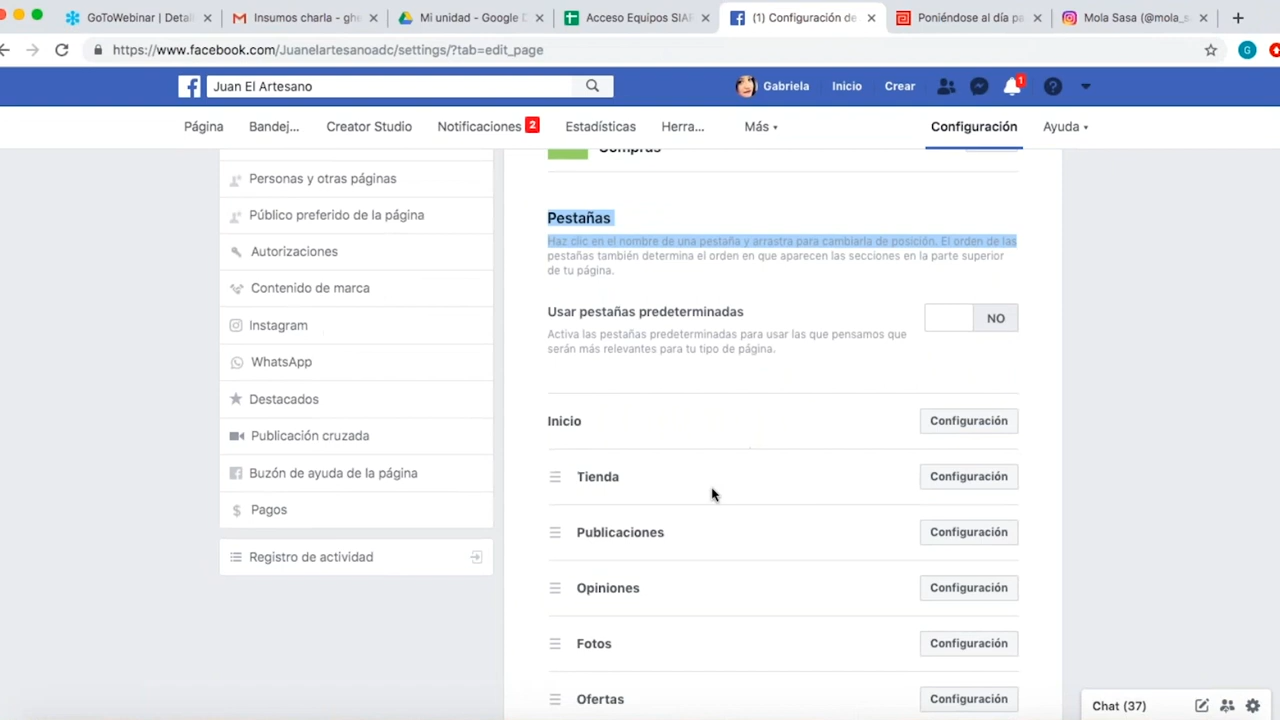 GoToWebinar | Detal
Insumos charla - ghe
Mi unidad - Google D
Acceso Equipos SIAP
(1) Configuración de
Poniéndose al día pa
Mola Sasa (@mola_s
https://www.facebook.com/Juanelartesanoadc/settings/?tab=edit_page
G
Juan El Artesano
Gabriela
Inicio
Crear
1
Página
Bandej...
Creator Studio
Notificaciones 2
Estadísticas
Herra...
Más
Configuración
Ayuda
Personas y otras páginas
Público preferido de la página
Autorizaciones
Contenido de marca
Instagram
WhatsApp
Destacados
Publicación cruzada
Buzón de ayuda de la página
Pagos
Registro de actividad
Compras
Pestañas
Haz clic en el nombre de una pestaña y arrastra para cambiarla de posición. El orden de las
pestañas también determina el orden en que aparecen las secciones en la parte superior
de tu página.
Usar pestañas predeterminadas
NO
Activa las pestañas predeterminadas para usar las que pensamos que
serán más relevantes para tu tipo de página.
Inicio
Configuración
Tienda
Configuración
Publicaciones
Configuración
Opiniones
Configuración
Fotos
Configuración
Ofertas
Configuración
Chat (37)